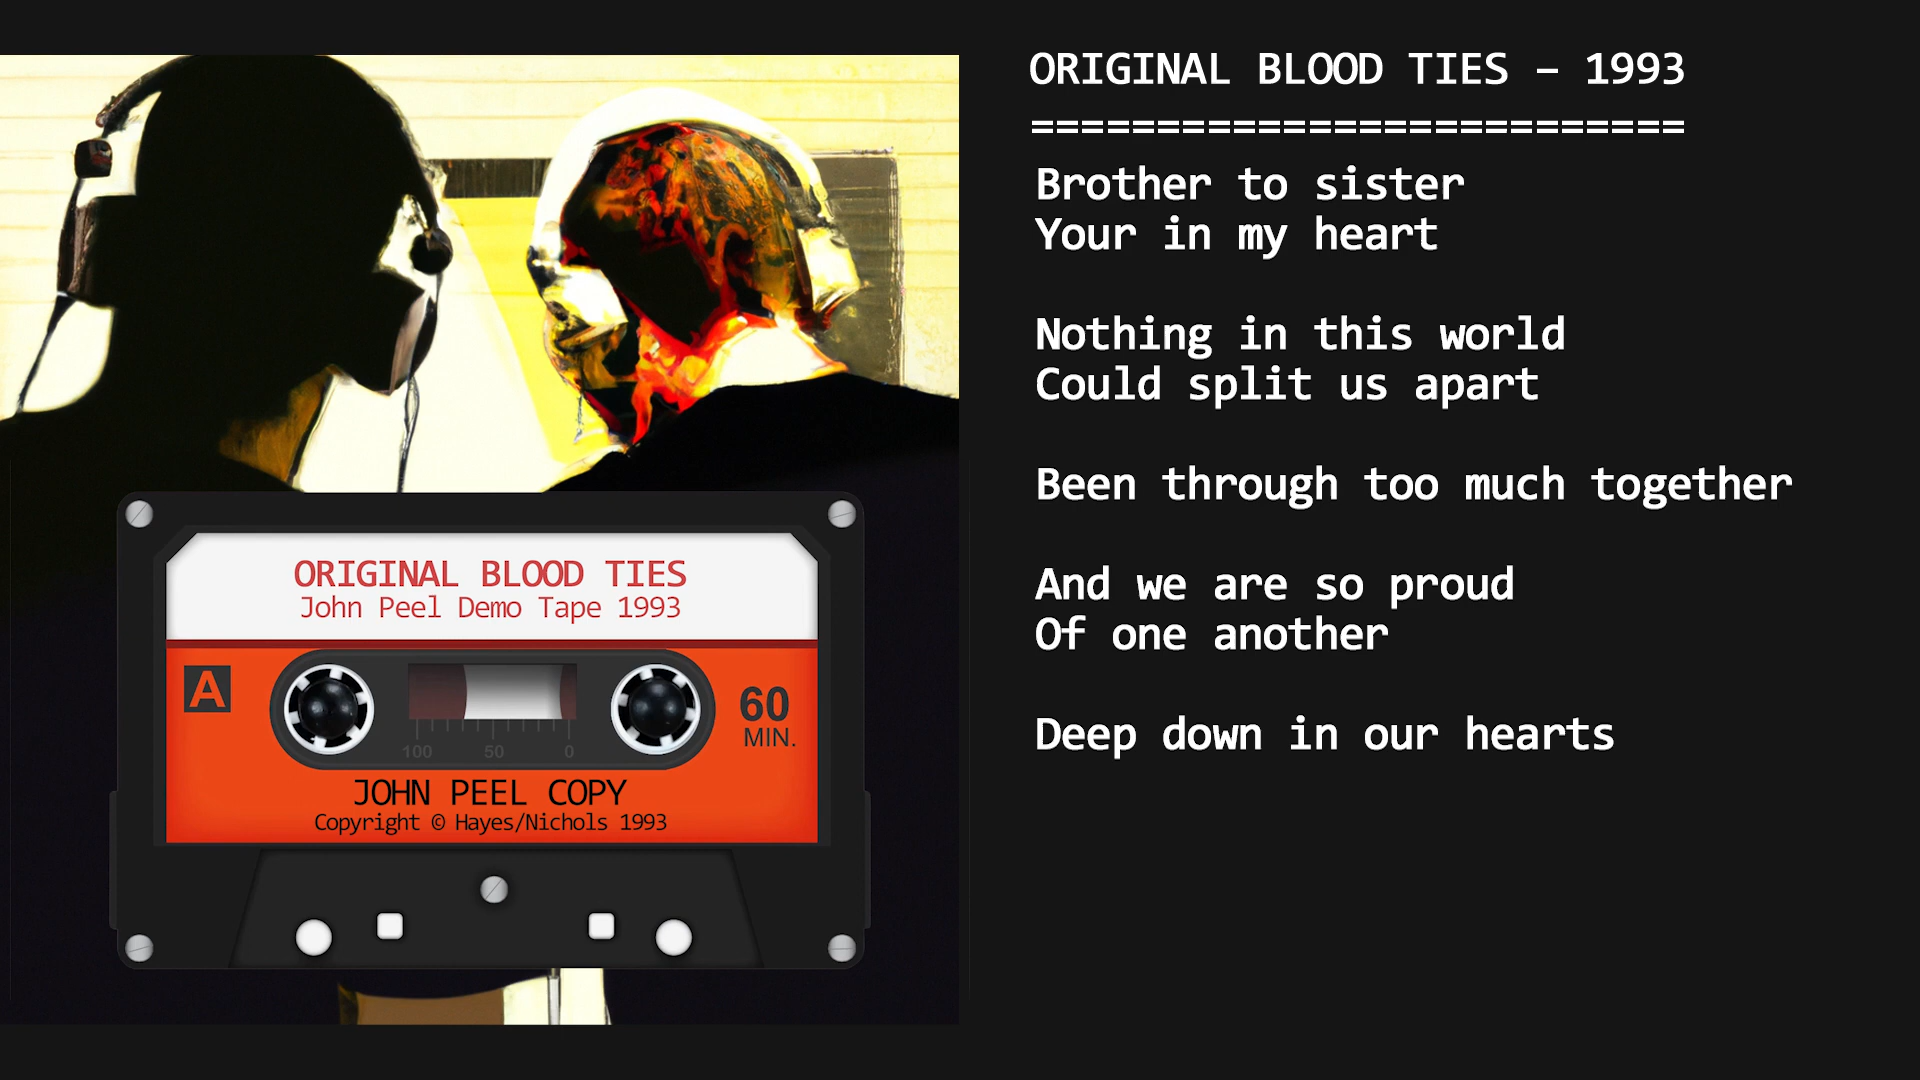 ORIGINAL BLOOD TIES – 1993
==========================
Brother to sister
Your in my heart
Nothing in this world
Could split us apart
Been through too much together
And we are so proud
Of one another
Deep down in our hearts
ORIGINAL BLOOD TIES
John Peel Demo Tape 1993
A
60
MIN.
100 50 0
JOHN PEEL COPY
Copyright © Hayes/Nichols 1993